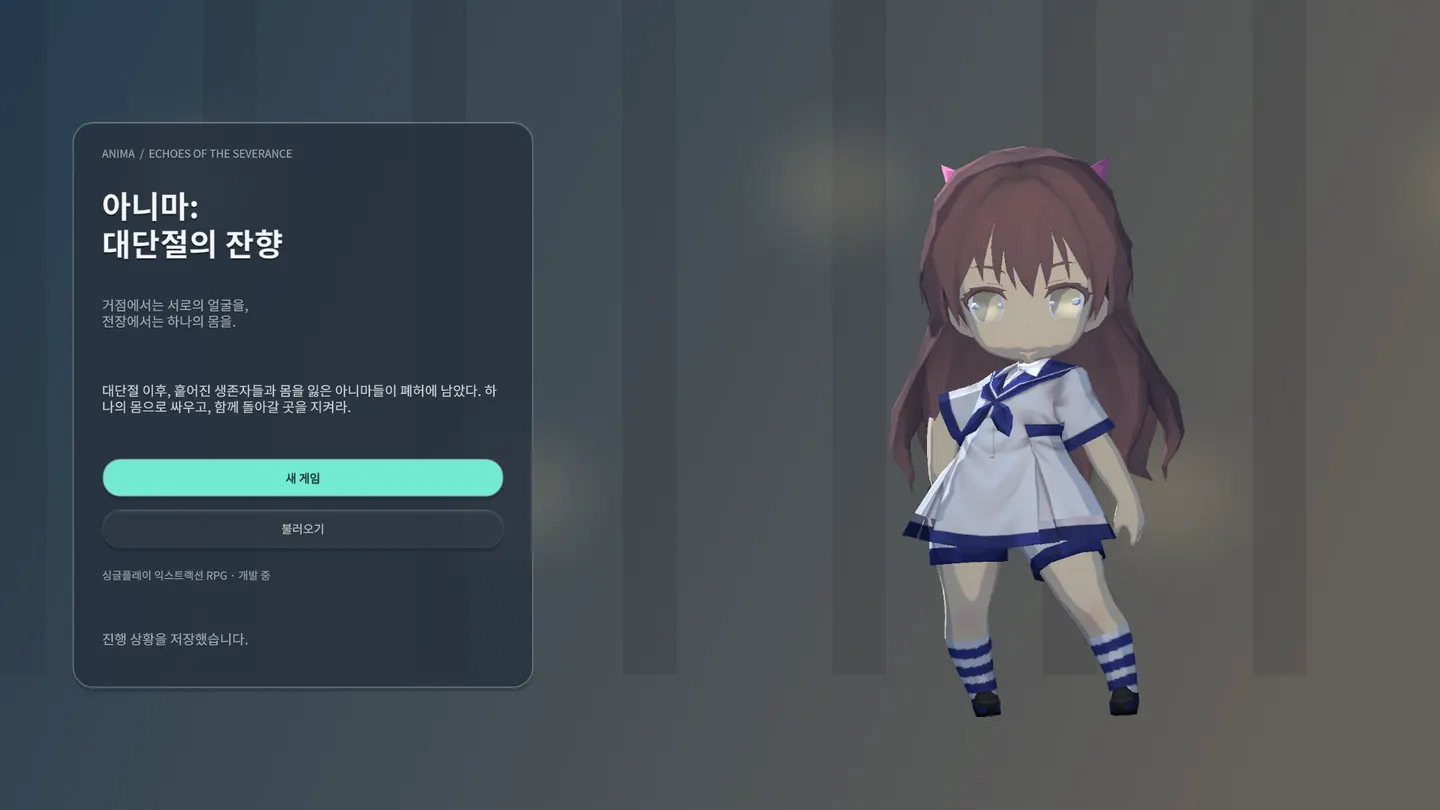 ANIMA / ECHOES OF THE SEVERANCE
아니마:
대단절의 잔향
거점에서는 서로의 얼굴을,
전장에서는 하나의 몸을.
대단절 이후, 흩어진 생존자들과 몸을 잃은 아니마들이 폐허에 남았다. 하
나의 몸으로 싸우고, 함께 돌아갈 곳을 지켜라.
새 게임
불러오기
싱글플레이 익스트랙션 RPG · 개발 중
진행 상황을 저장했습니다.